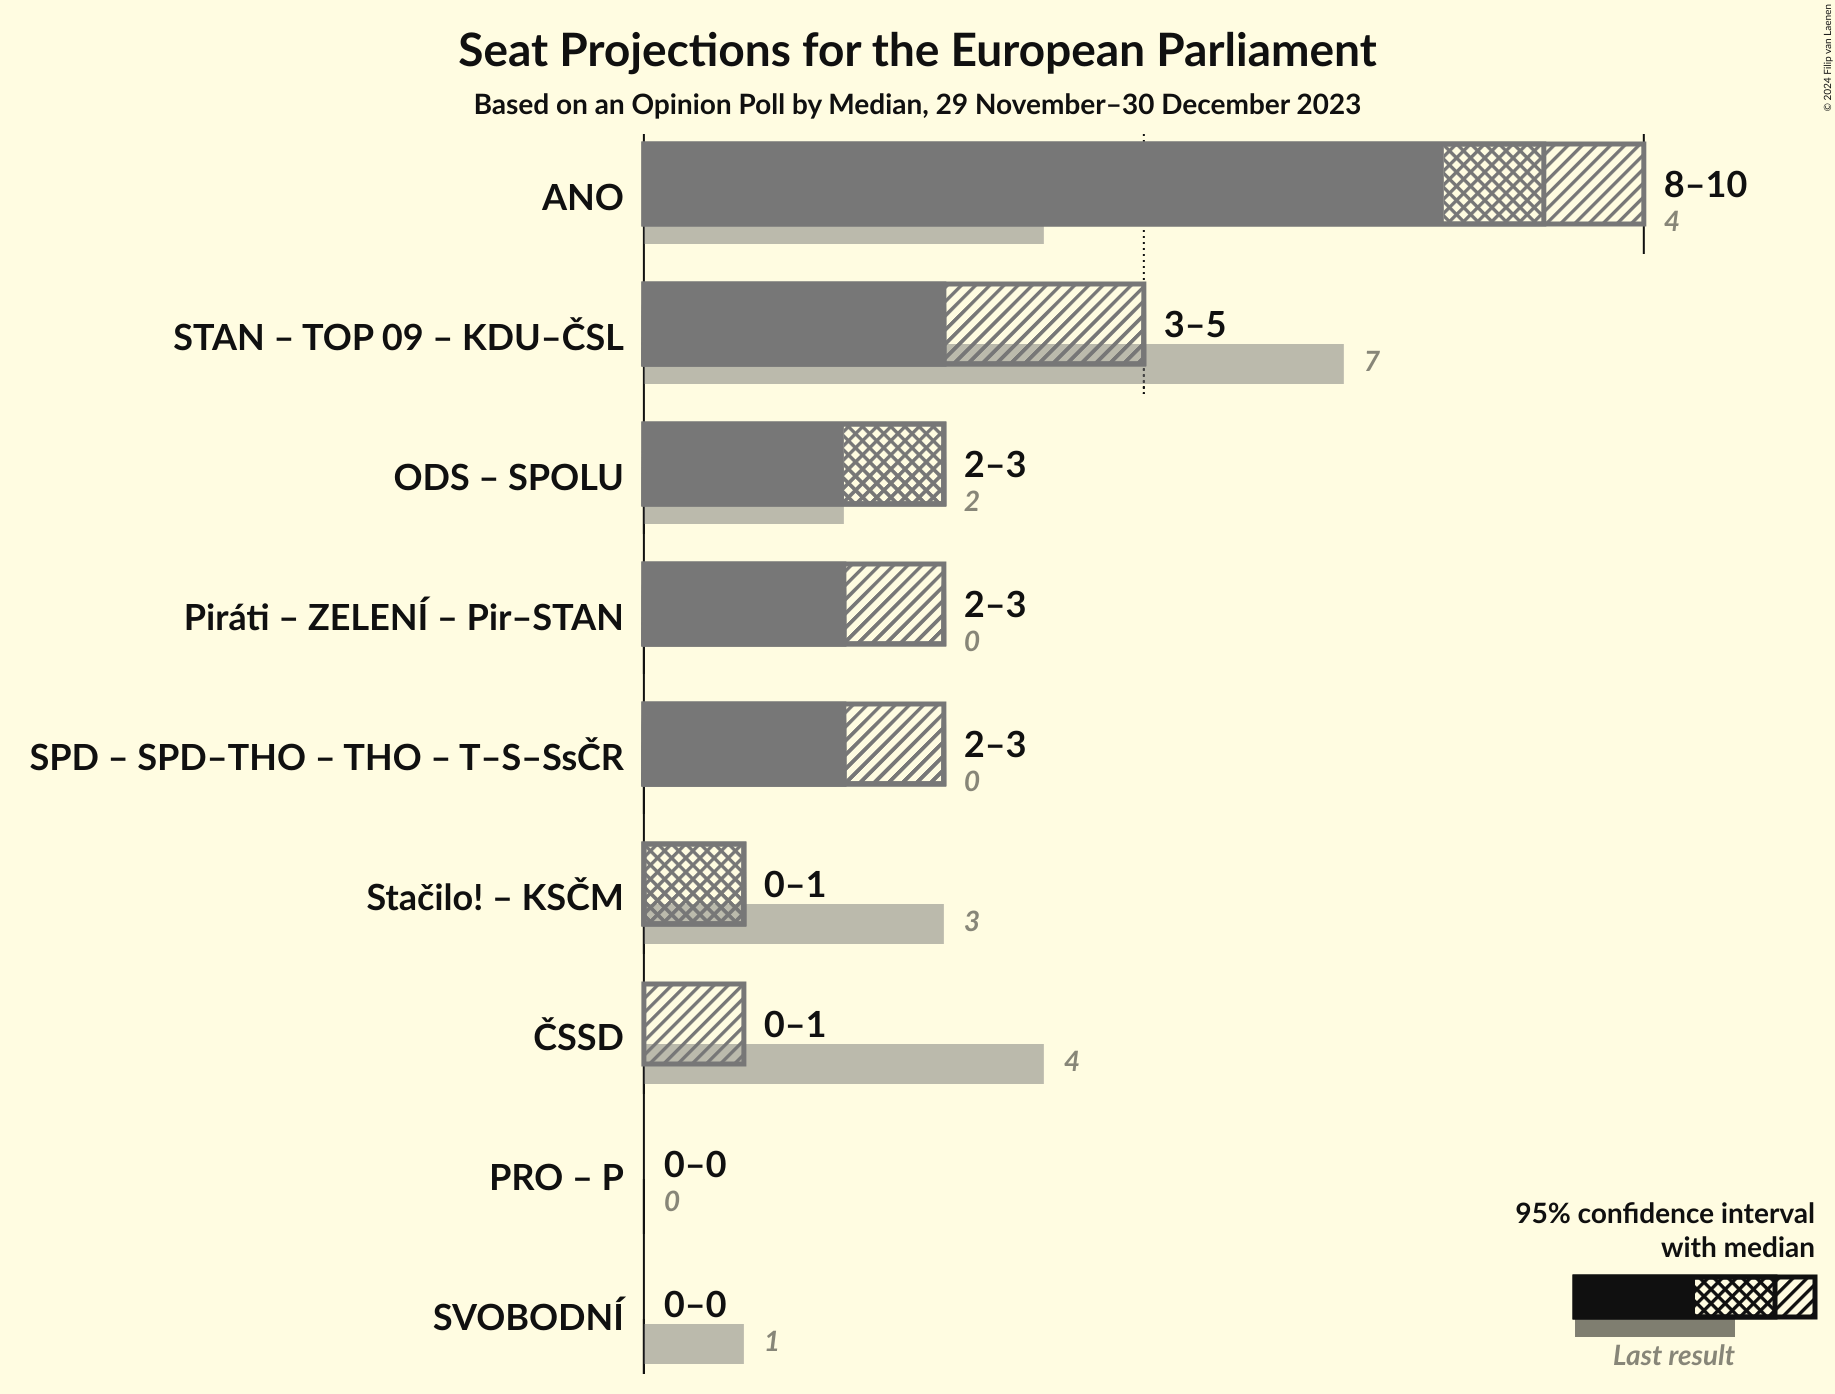 Seat Projections for the European Parliament
Based on an Opinion Poll by Median, 29 November–30 December 2023
© 2024 Filip van Laenen
ANO
8–10
4
STAN – TOP 09 – KDU–ČSL
3–5
7
ODS – SPOLU
2–3
2
Piráti – ZELENÍ – Pir–STAN
2–3
0
SPD – SPD–THO – THO – T–S–SsČR
2–3
0
Stačilo! – KSČM
0–1
3
ČSSD
0–1
4
PRO – P
0–0
0
SVOBODNÍ
0–0
1
95% confidence interval
with median
Last result